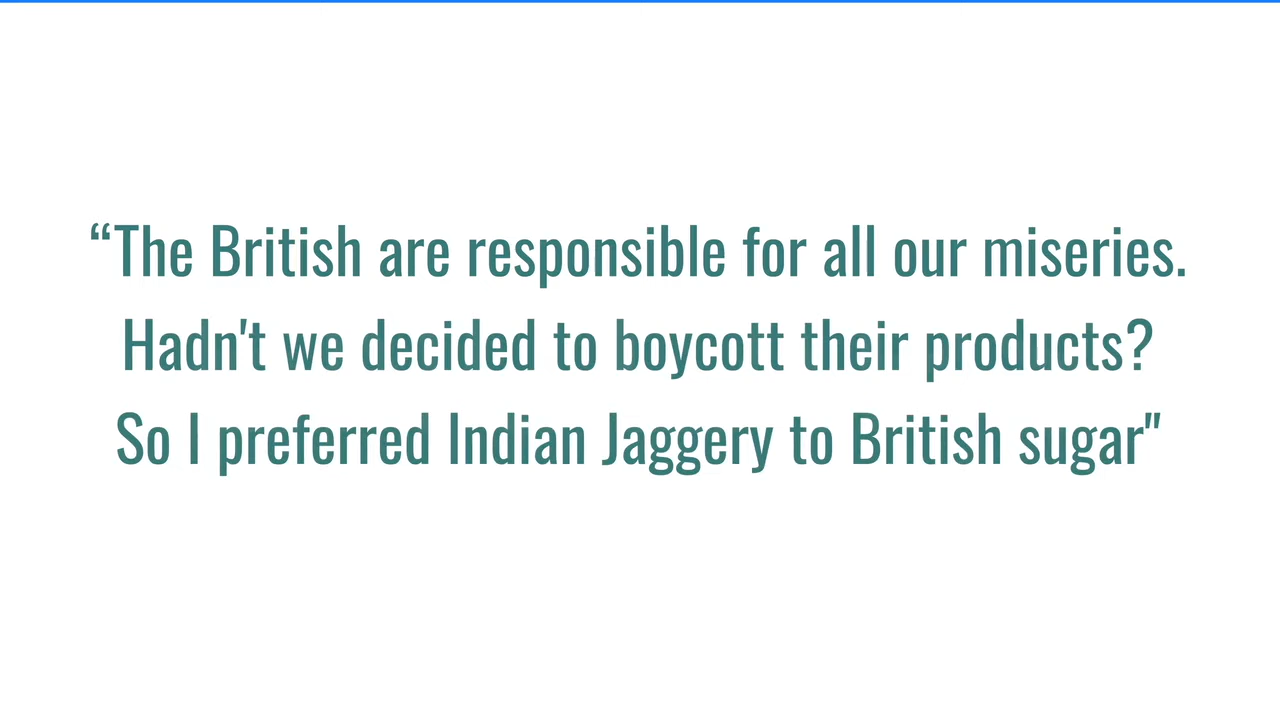 “The British are responsible for all our miseries.
Hadn't we decided to boycott their products?
So I preferred Indian Jaggery to British sugar"